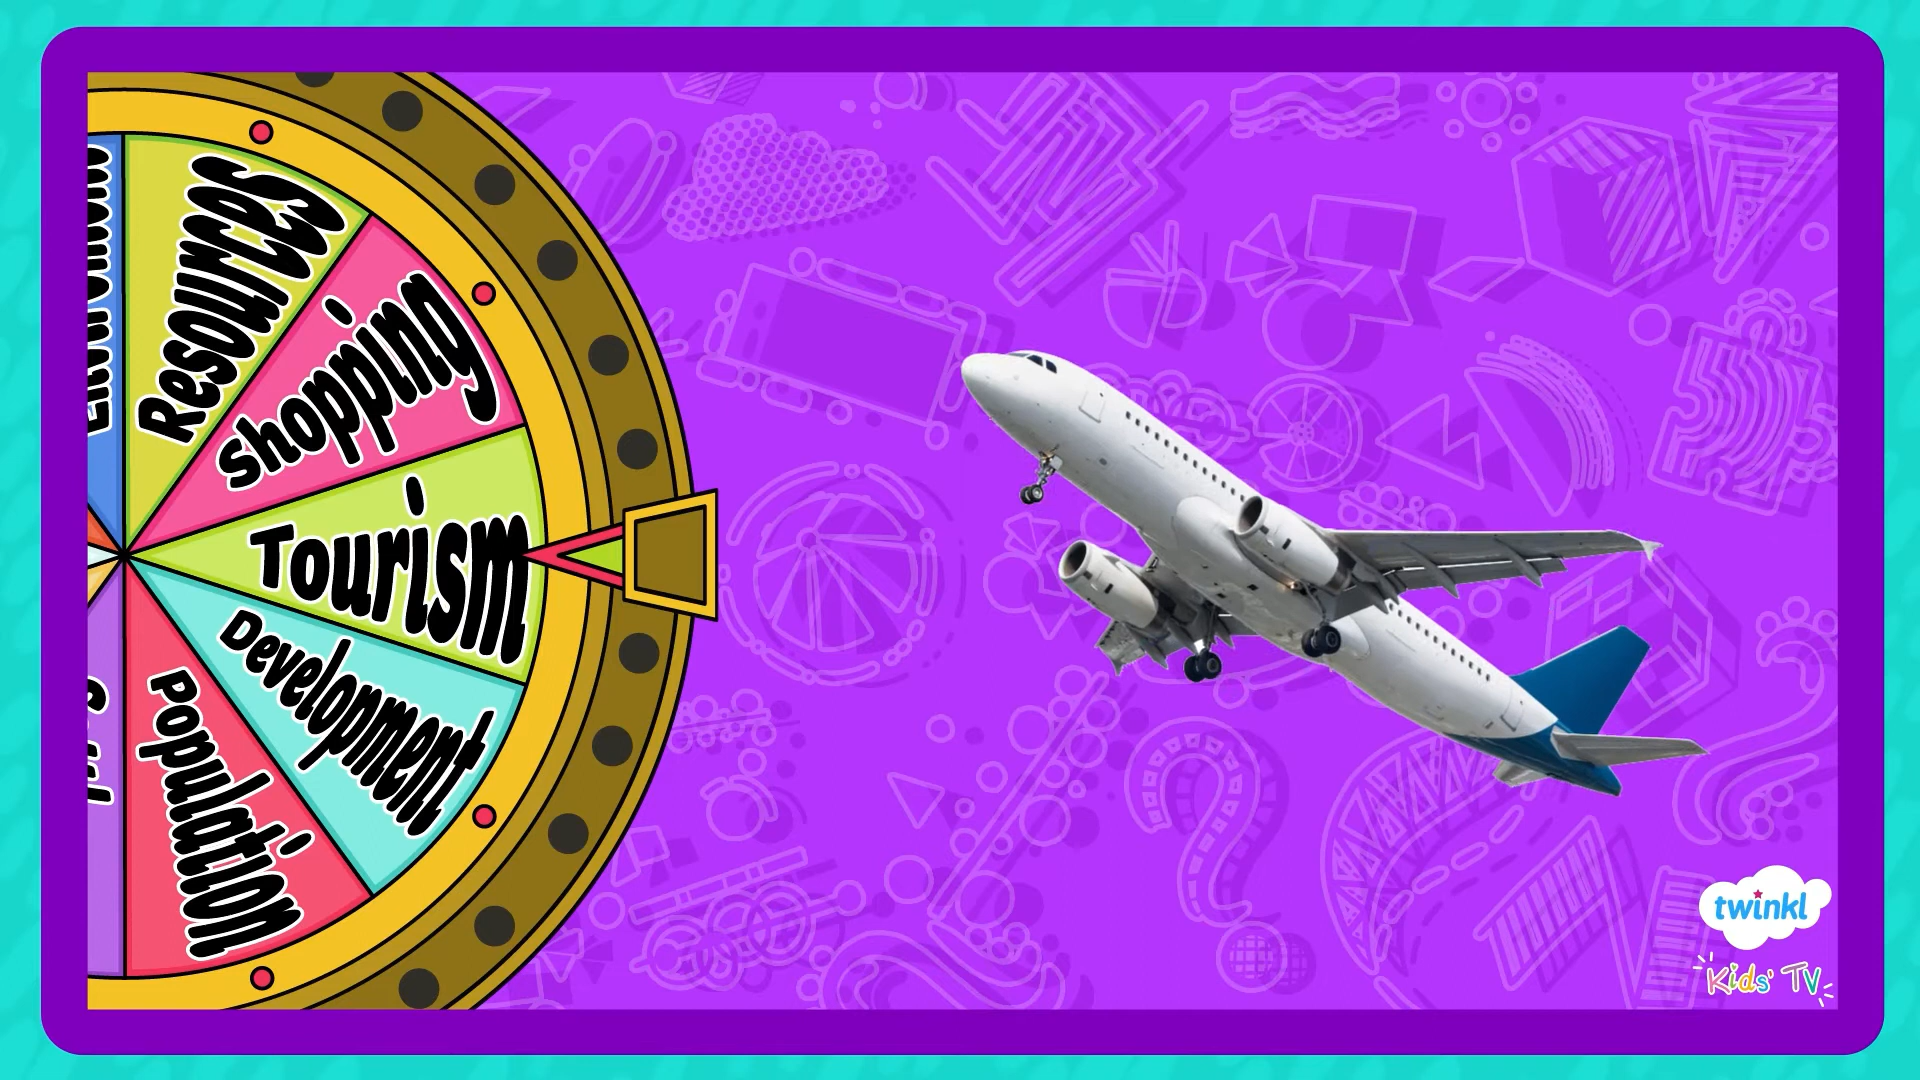 Resources
Shopping
Tourism
Development
Population
twinkl
Kids' TV